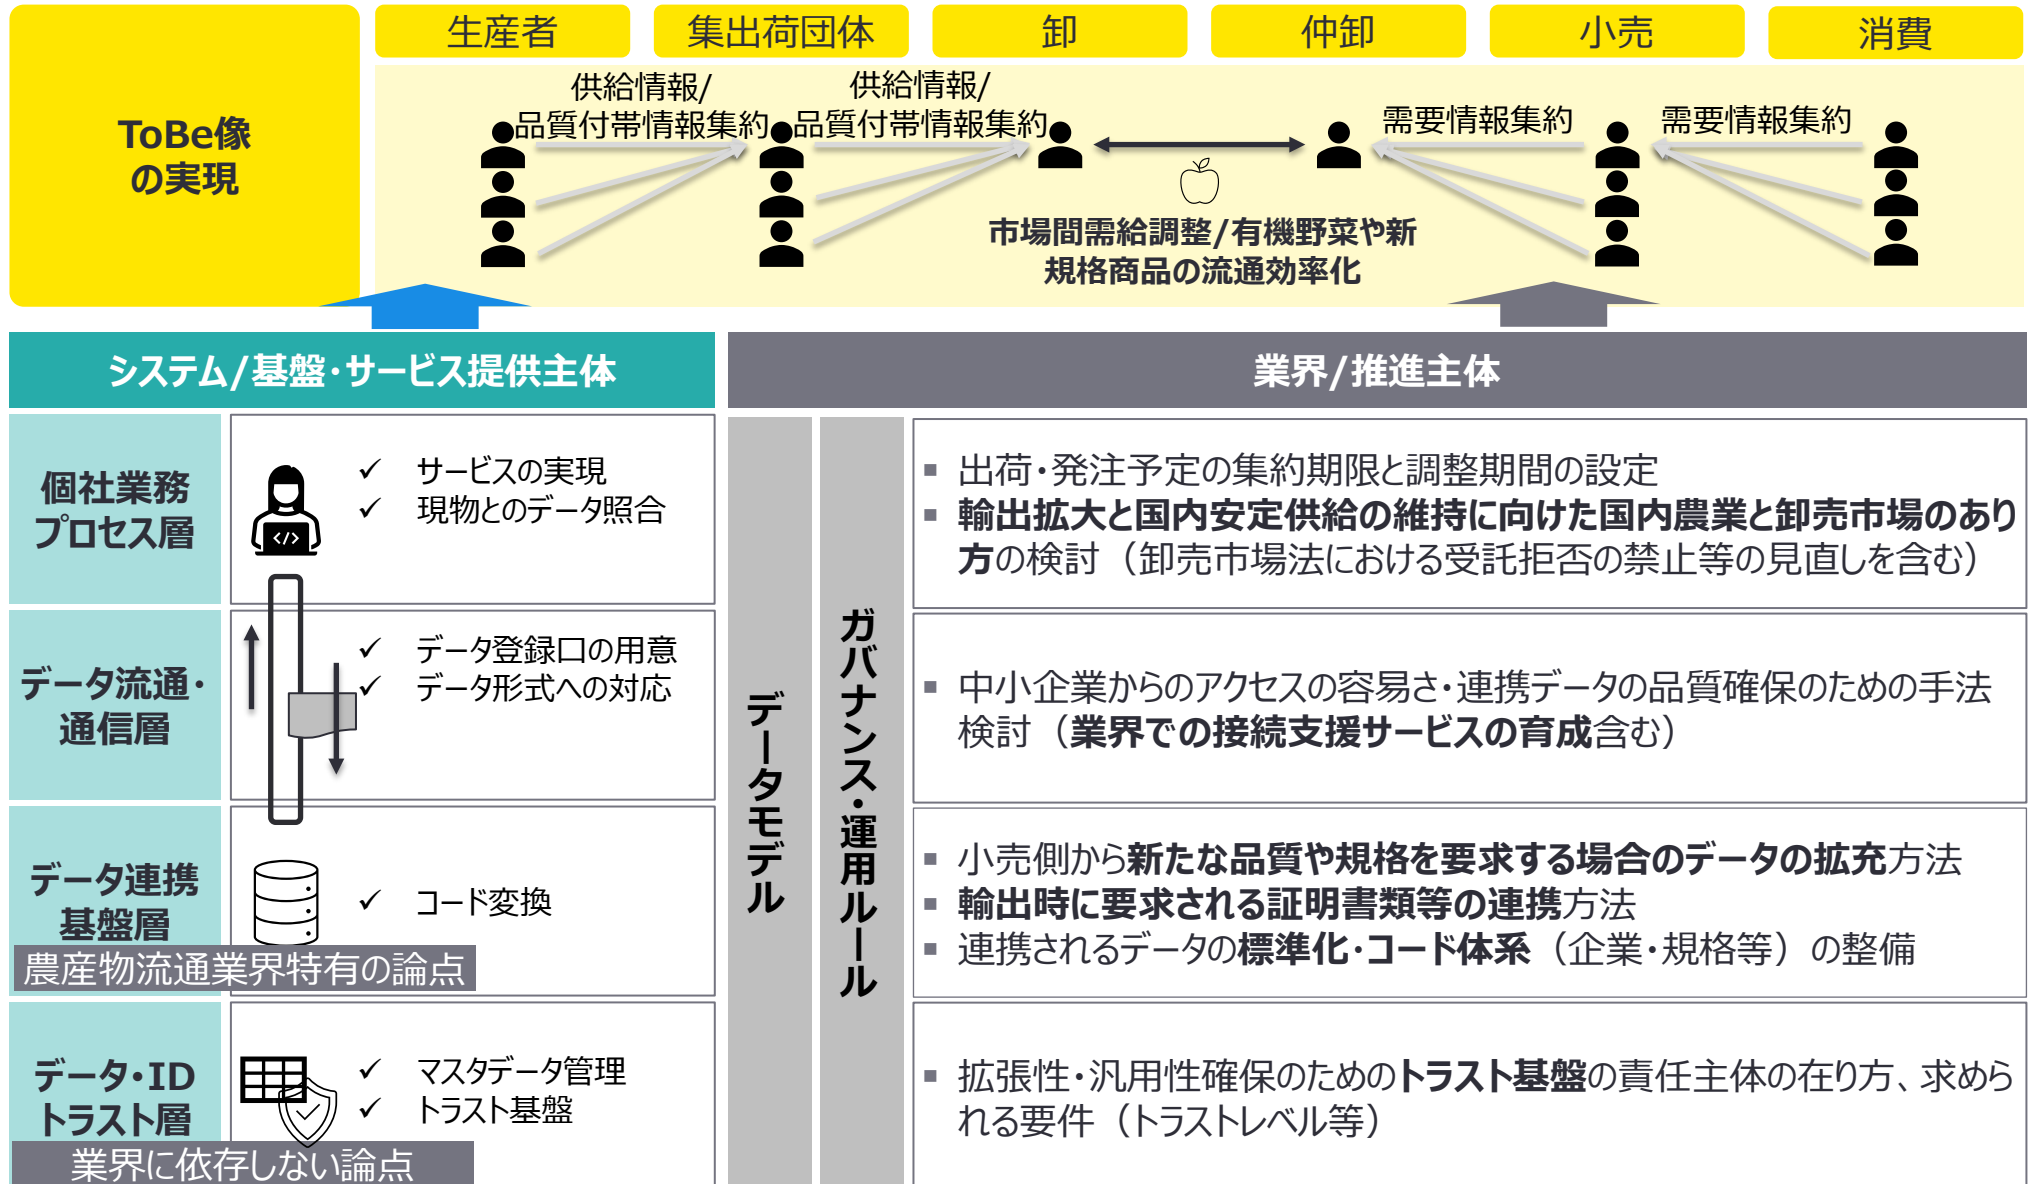 生産者
集出荷団体
卸
仲卸
小売
消費
ToBe像
の実現
供給情報/
品質付帯情報集約
供給情報/
品質付帯情報集約
需要情報集約
需要情報集約
市場間需給調整/有機野菜や新
規格商品の流通効率化
システム/基盤・サービス提供主体
業界/推進主体
個社業務
プロセス層
✓ サービスの実現
✓ 現物とのデータ照合
データ流通・
通信層
✓ データ登録口の用意
✓ データ形式への対応
データ連携
基盤層
✓ コード変換
農産物流通業界特有の論点
データ・ID
トラスト層
✓ マスタデータ管理
✓ トラスト基盤
業界に依存しない論点
データモデル
ガバナンス・運用ルール
▪ 出荷・発注予定の集約期限と調整期間の設定
▪ 輸出拡大と国内安定供給の維持に向けた国内農業と卸売市場のあり
方の検討（卸売市場法における受託拒否の禁止等の見直しを含む）
▪ 中小企業からのアクセスの容易さ・連携データの品質確保のための手法
検討（業界での接続支援サービスの育成含む）
▪ 小売側から新たな品質や規格を要求する場合のデータの拡充方法
▪ 輸出時に要求される証明書類等の連携方法
▪ 連携されるデータの標準化・コード体系（企業・規格等）の整備
▪ 拡張性・汎用性確保のためのトラスト基盤の責任主体の在り方、求めら
れる要件（トラストレベル等）